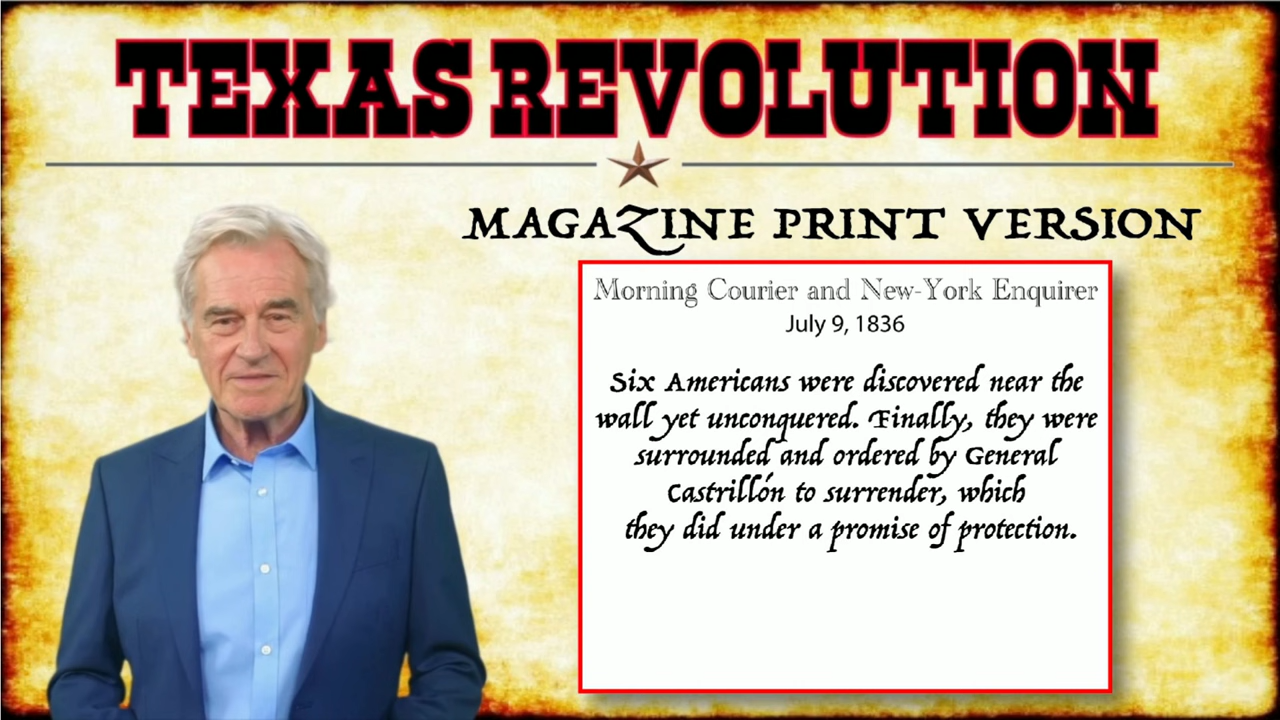 TEXAS REVOLUTION
MAGAZINE PRINT VERSION
Morning Courier and New-York Enquirer
July 9, 1836
Six Americans were discovered near the
wall yet unconquered. Finally, they were
surrounded and ordered by General
Castrillón to surrender, which
they did under a promise of protection.